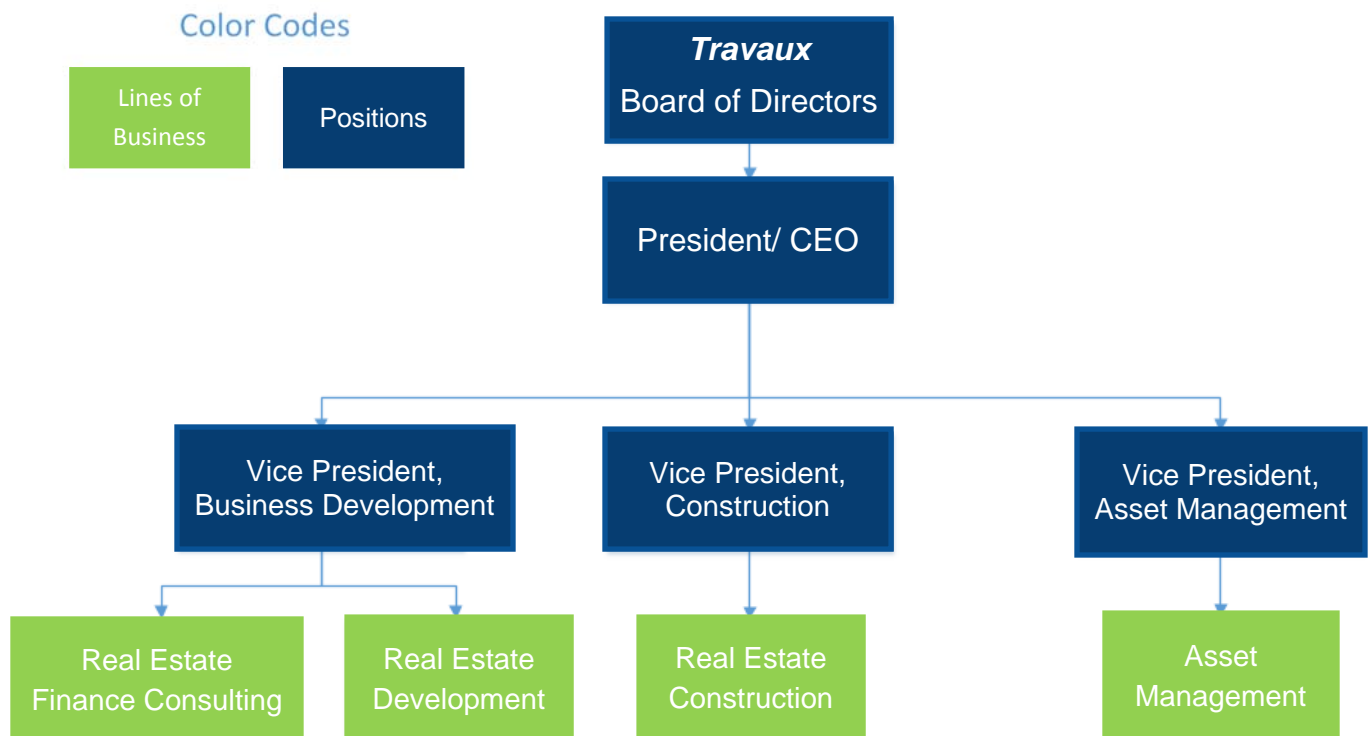 Color Codes
Lines of
Business
Positions
Travaux
Board of Directors
President/ CEO
Vice President,
Business Development
Vice President,
Construction
Vice President,
Asset Management
Real Estate
Finance Consulting
Real Estate
Development
Real Estate
Construction
Asset
Management